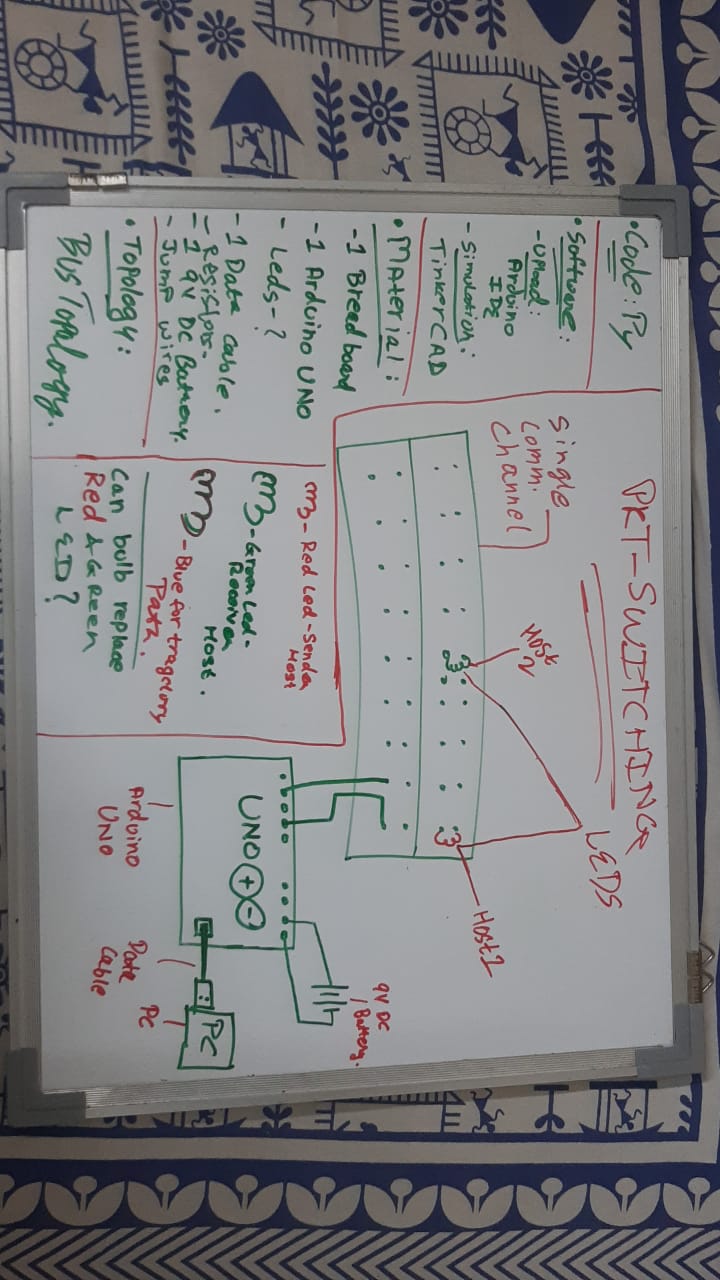 PKT-SWITCHING
• Code: Py
• Software:
- Upload:
Arduino
IDE
- Simulation:
TinkerCAD
• Material:
-1 Bread board
-1 Arduino UNO
- Leds-?
-1 Data Cable.
- Resistors.
- 1 9V DC Battery.
- Jump wires
• Topology:
Bus Topalogy.
single
comm.
channel
Host
2
LEDS
Host1
- Red Led-Sender
Host
- Green Led-
Receiver
Host.
- Blue for tragectory
Path.
Can bulb replace
Red & GReen
LED?
9V DC
Battery.
UNO + -
PC
Arduino
UNO
Data
Cable
PC